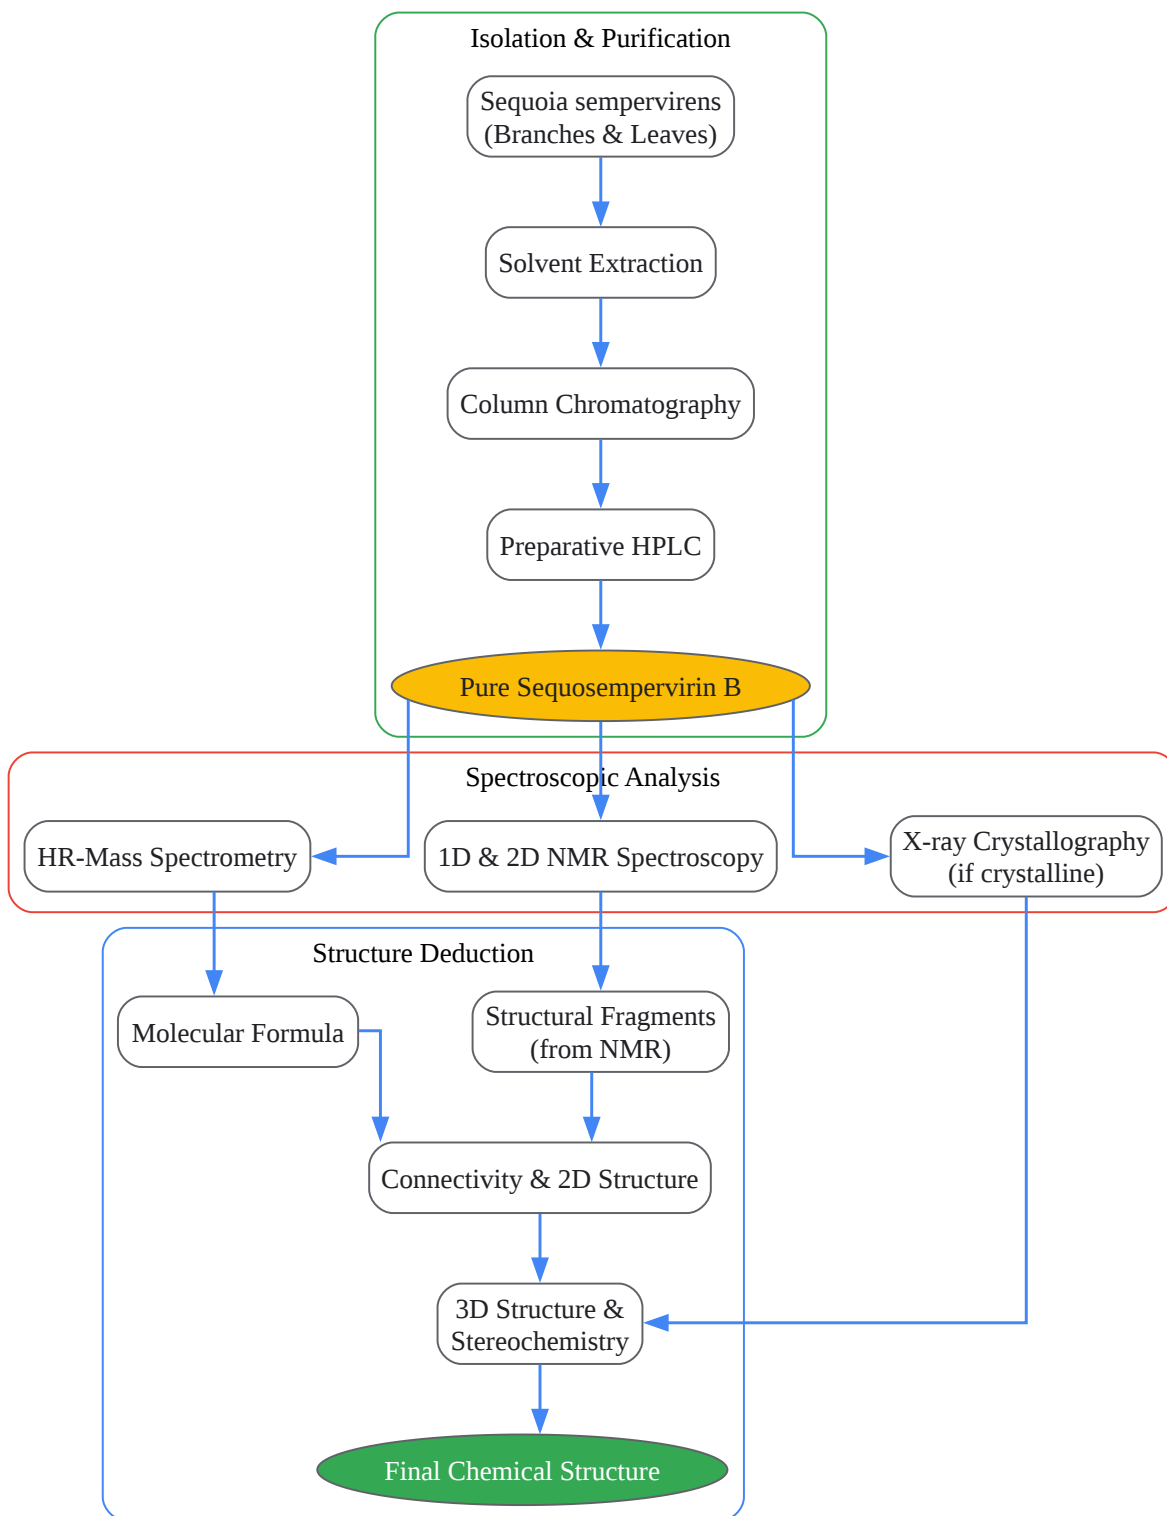 Isolation & Purification
Sequoia sempervirens
(Branches & Leaves)
Solvent Extraction
Column Chromatography
Preparative HPLC
Pure Sequosempervirin B
Spectroscopic Analysis
HR-Mass Spectrometry
1D & 2D NMR Spectroscopy
X-ray Crystallography
(if crystalline)
Structure Deduction
Molecular Formula
Structural Fragments
(from NMR)
Connectivity & 2D Structure
3D Structure &
Stereochemistry
Final Chemical Structure